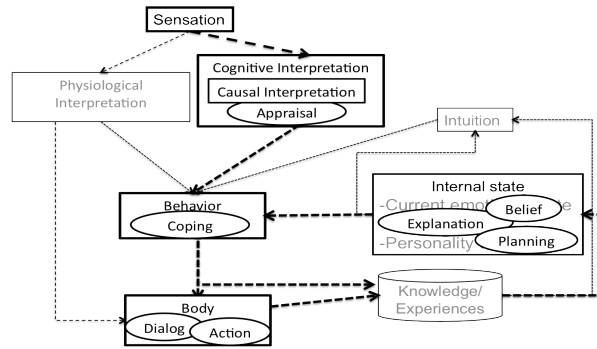 Sensation
Cognitive Interpretation
Causal Interpretation
Appraisal
Physiological
Interpretation
Intuition
Behavior
Coping
Internal state
-Current
Belief
Explanation
-Personality
Planning
Body
Dialog
Action
Knowledge/
Experiences